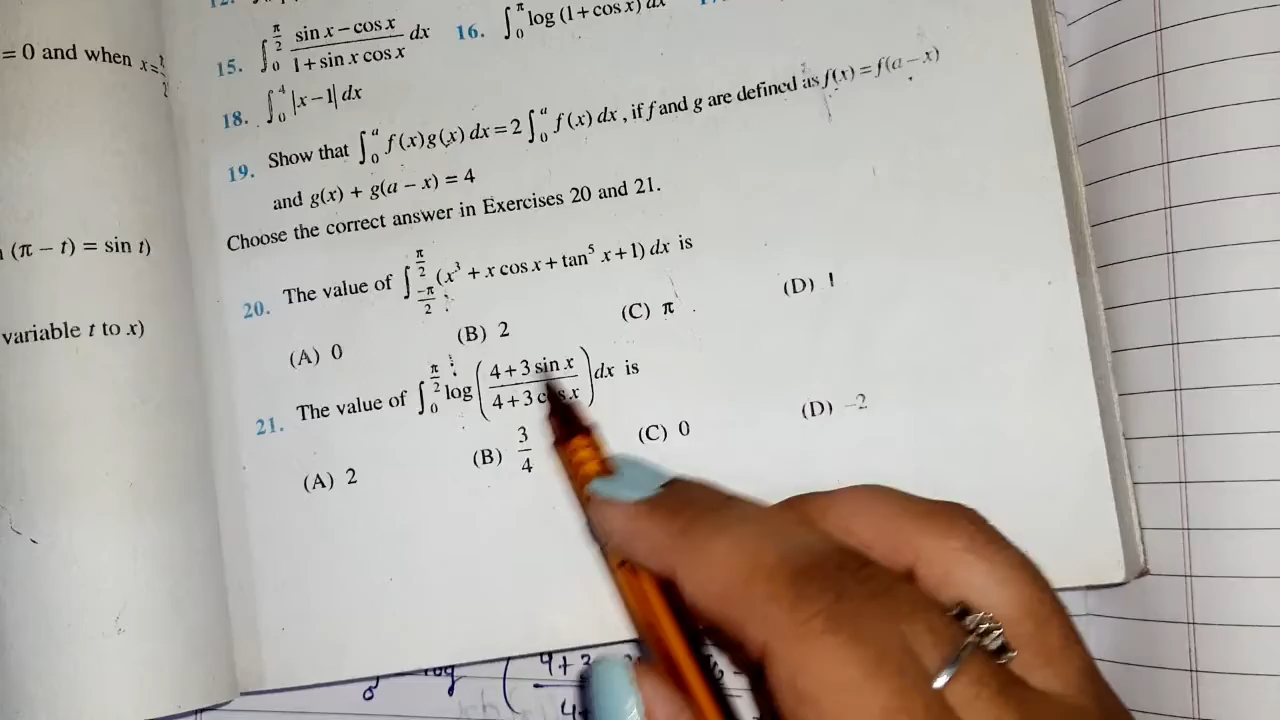 = 0 and when x =
15. ∫₀^{π/2} (sin x − cos x)/(1 + sin x cos x) dx 16. ∫₀^π log (1 + cos x) dx
18. ∫₀⁴ |x − 1| dx
19. Show that ∫₀^a f(x)g(x) dx = 2 ∫₀^a f(x) dx, if f and g are defined as f(x) = f(a − x)
and g(x) + g(a − x) = 4
Choose the correct answer in Exercises 20 and 21.
(π − t) = sin t)
20. The value of ∫_{−π/2}^{π/2} (x³ + x cos x + tan⁵ x + 1) dx is
(A) 0 (B) 2 (C) π (D) 1
variable t to x)
21. The value of ∫₀^{π/2} log ((4 + 3 sin x)/(4 + 3 cos x)) dx is
(A) 2 (B) 3/4 (C) 0 (D) −2
log